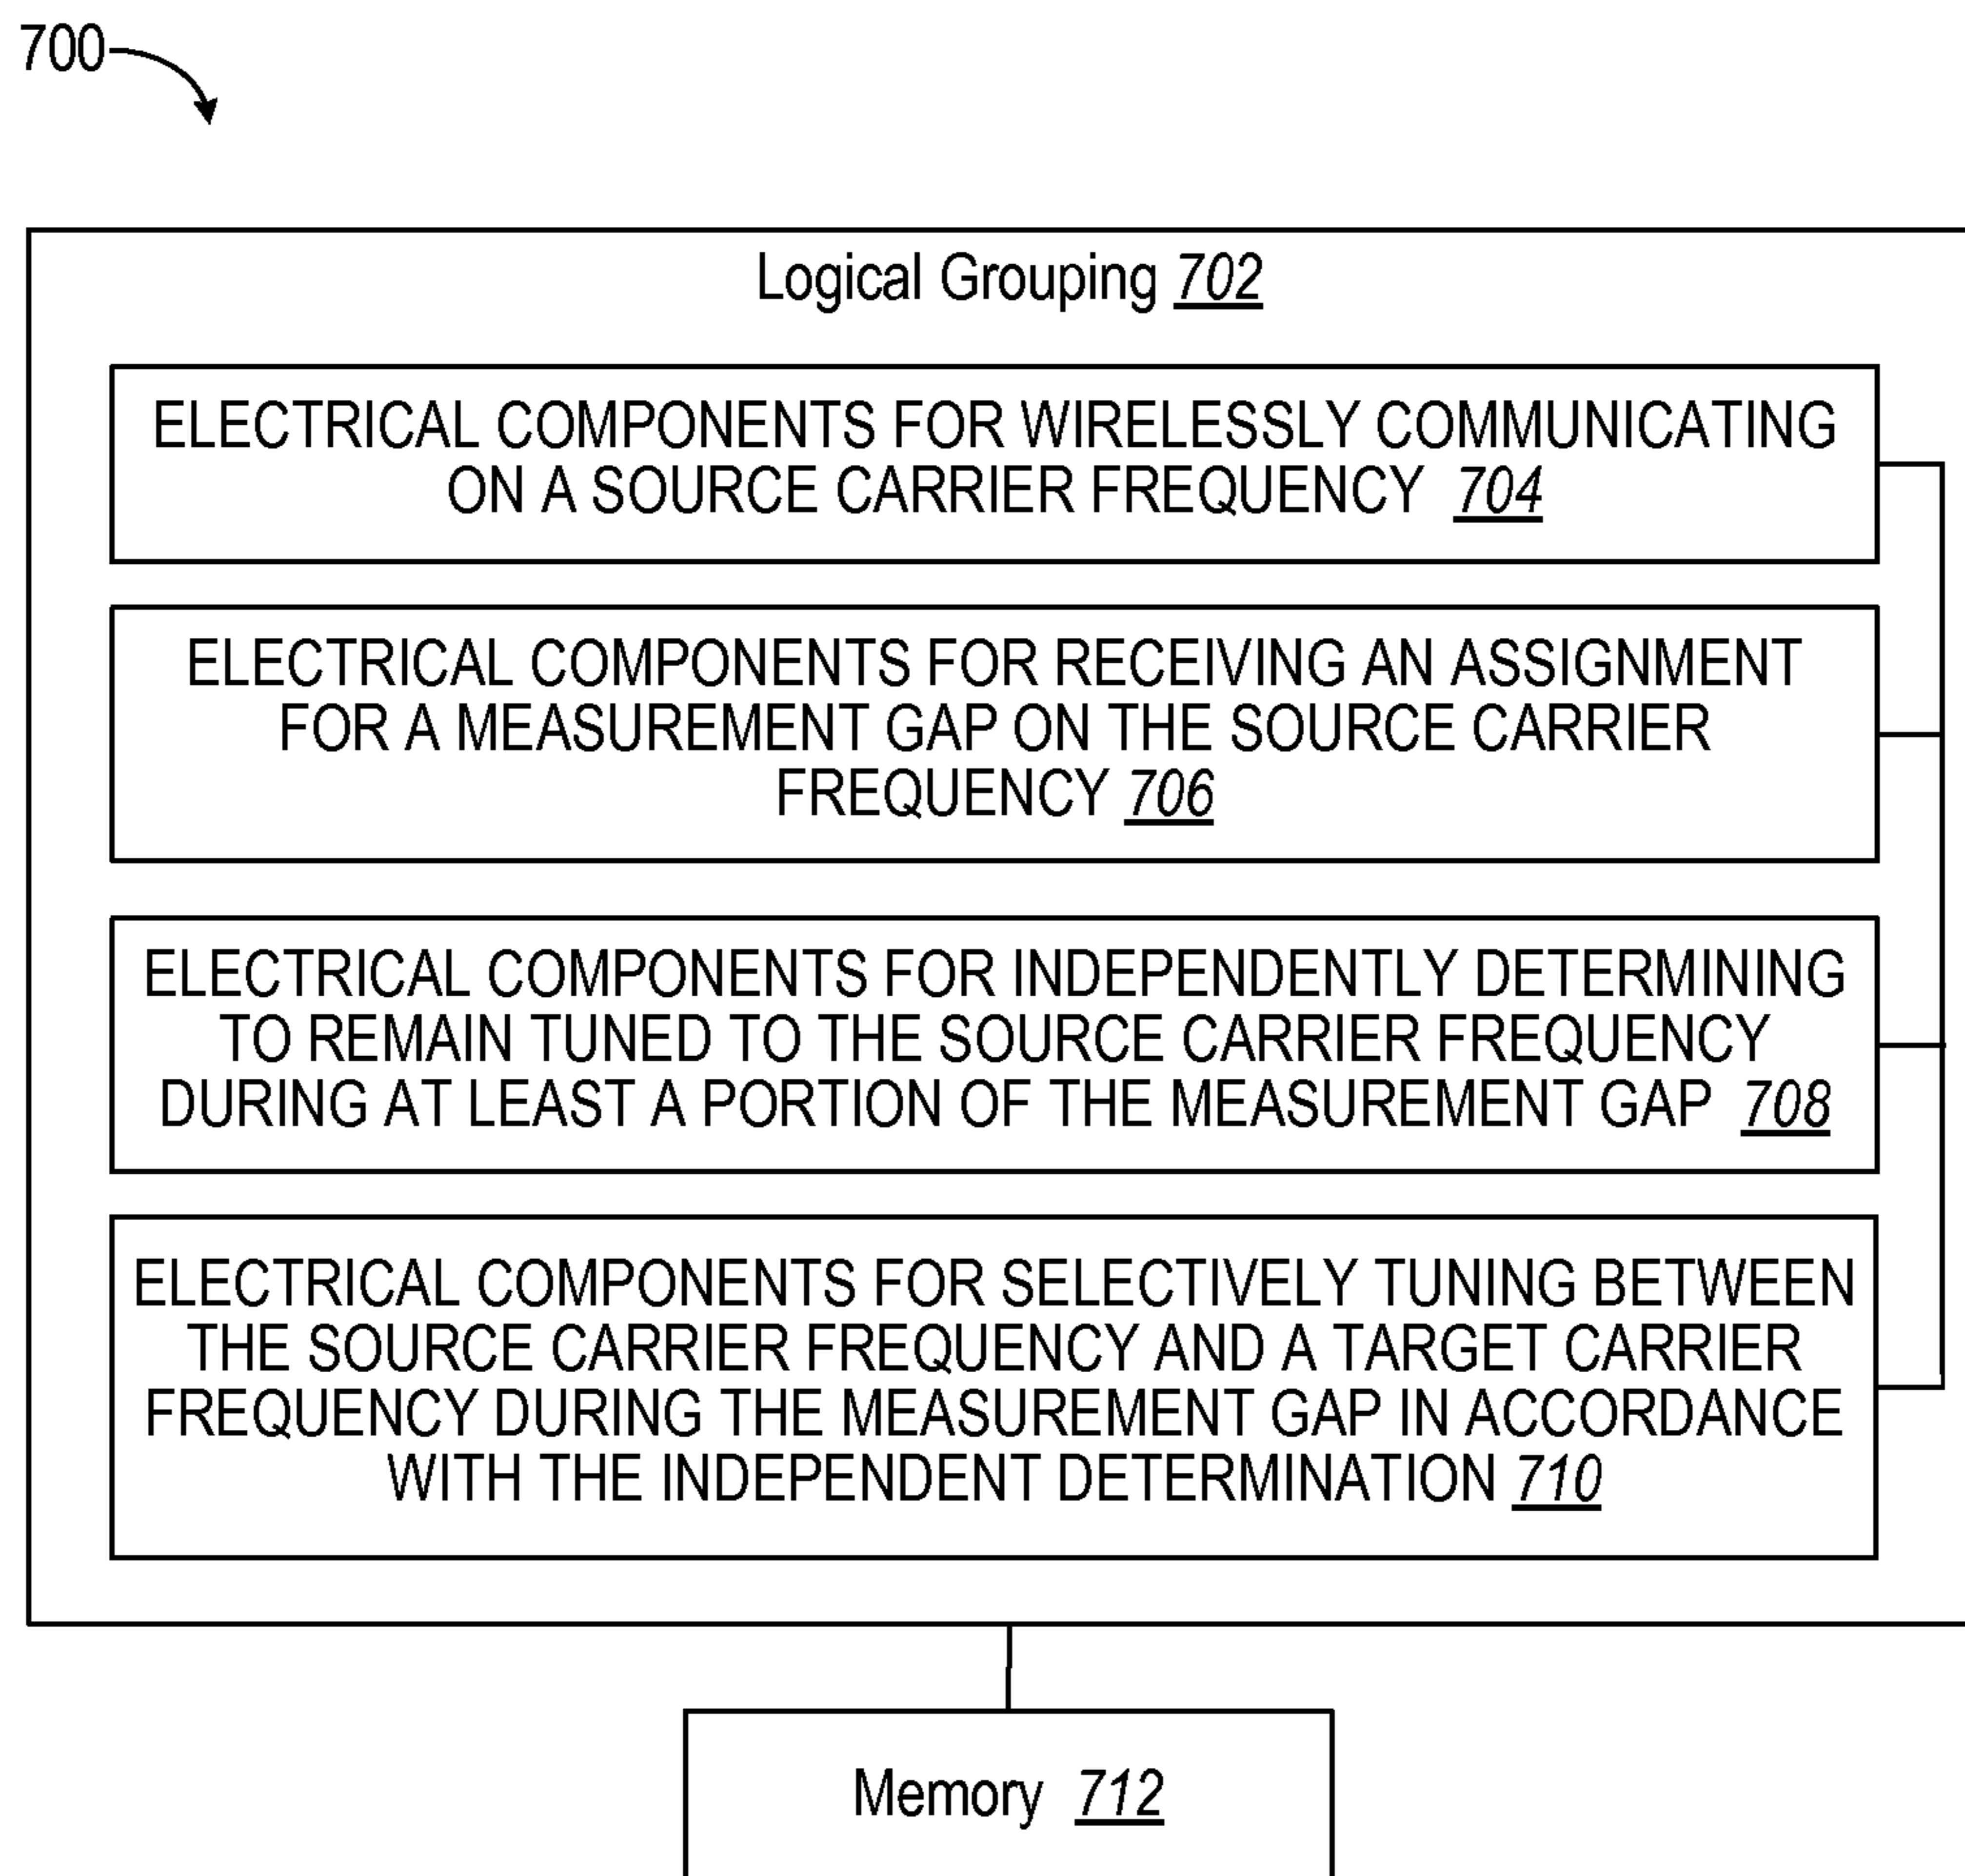 700
Logical Grouping 702
ELECTRICAL COMPONENTS FOR WIRELESSLY COMMUNICATING
ON A SOURCE CARRIER FREQUENCY 704
ELECTRICAL COMPONENTS FOR RECEIVING AN ASSIGNMENT
FOR A MEASUREMENT GAP ON THE SOURCE CARRIER
FREQUENCY 706
ELECTRICAL COMPONENTS FOR INDEPENDENTLY DETERMINING
TO REMAIN TUNED TO THE SOURCE CARRIER FREQUENCY
DURING AT LEAST A PORTION OF THE MEASUREMENT GAP 708
ELECTRICAL COMPONENTS FOR SELECTIVELY TUNING BETWEEN
THE SOURCE CARRIER FREQUENCY AND A TARGET CARRIER
FREQUENCY DURING THE MEASUREMENT GAP IN ACCORDANCE
WITH THE INDEPENDENT DETERMINATION 710
Memory 712